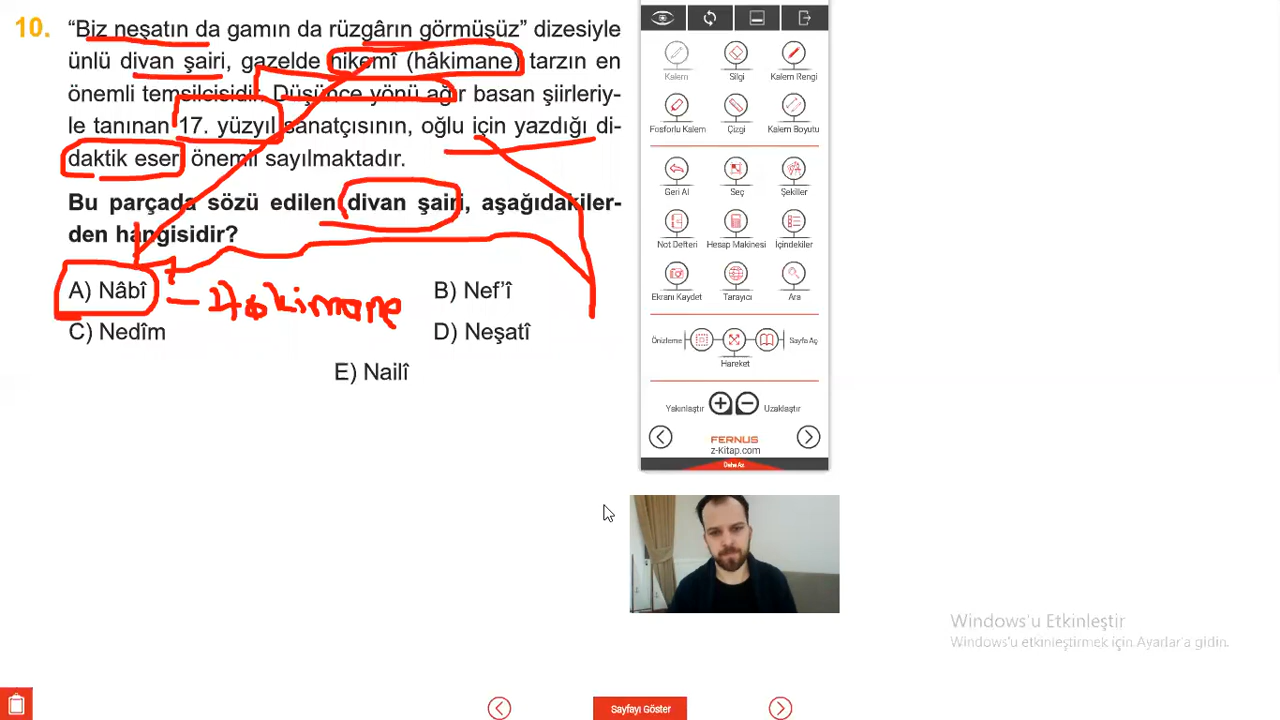 10. “Biz neşatın da gamın da rüzgârın görmüşüz” dizesiyle
ünlü divan şairi, gazelde hikemî (hâkimane) tarzın en
önemli temsilcisidir. Düşünce yönü ağır basan şiirleriy-
le tanınan 17. yüzyıl sanatçısının, oğlu için yazdığı di-
daktik eser önemli sayılmaktadır.
Bu parçada sözü edilen divan şairi, aşağıdakiler-
den hangisidir?
A) Nâbî
B) Nef’î
C) Nedîm
D) Neşatî
E) Nailî
Kalem
Silgi
Kalem Rengi
Fosforlu Kalem
Çizgi
Kalem Boyutu
Geri Al
Seç
Şekiller
Not Defteri
Hesap Makinesi
İçindekiler
Ekranı Kaydet
Tarayıcı
Ara
Önizleme
Sayfa Aç
Hareket
Yakınlaştır
Uzaklaştır
FERNUS
z-Kitap.com
Daha Az
Windows'u Etkinleştir
Windows'u etkinleştirmek için Ayarlar'a gidin.
Sayfayı Göster